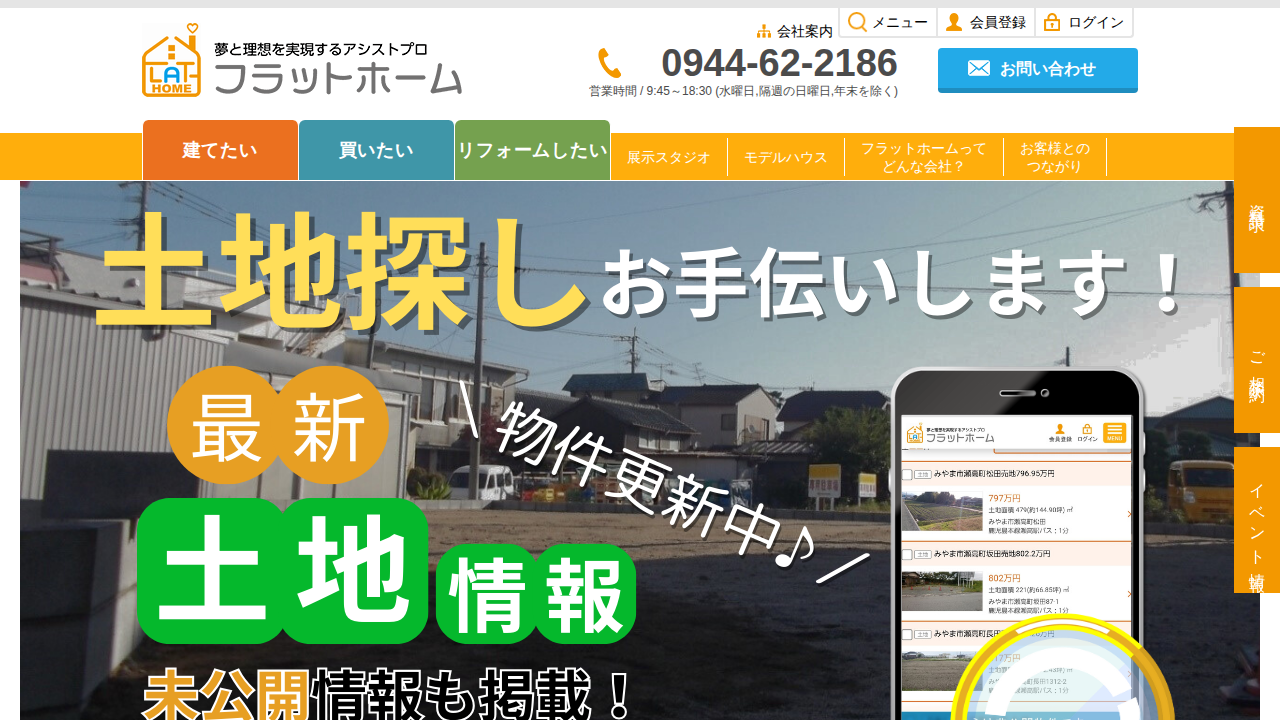 会社案内
メニュー
会員登録
ログイン
夢と理想を実現するアシストプロ
フラットホーム
LAT
HOME
0944-62-2186
営業時間 / 9:45～18:30 (水曜日,隔週の日曜日,年末を除く)
お問い合わせ
建てたい
買いたい
リフォームしたい
展示スタジオ
モデルハウス
フラットホームって
どんな会社？
お客様との
つながり
資料請求
ご相談予約
イベント情報
土地探しお手伝いします！
最新
物件更新中♪
土地情報
未公開情報も掲載！
夢と理想を実現するアシストプロ
フラットホーム
会員登録
ログイン
MENU
土地 みやま市瀬高町松田売地796.95万円
797万円
土地面積 479(約144.90坪) ㎡
みやま市瀬高町松田
鹿児島本線瀬高駅バス：1分
土地 みやま市瀬高町坂田売地802.2万円
802万円
土地面積 221(約66.85坪) ㎡
みやま市瀬高町坂田87-1
鹿児島本線瀬高駅バス：1分
土地 みやま市瀬高町長田
みやま市瀬高町長田1312-2
鹿児島本線瀬高駅バス：1分